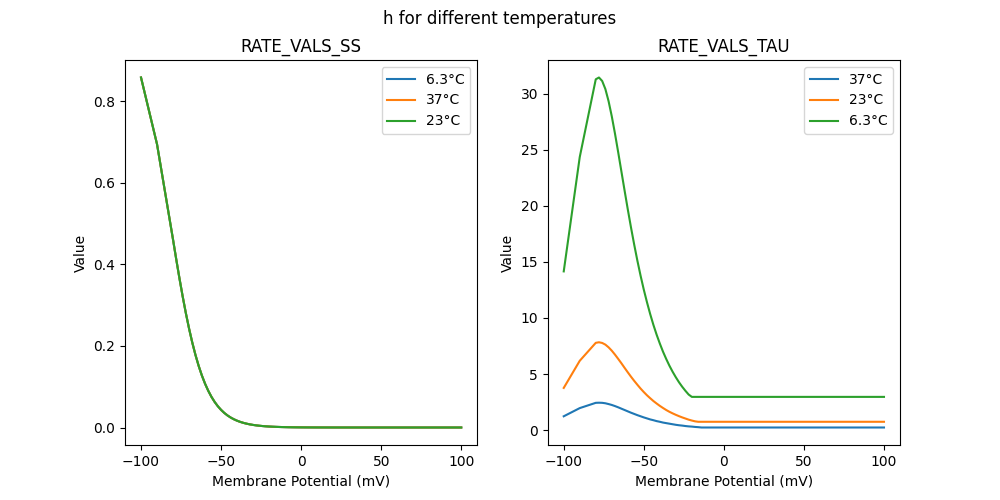 h for different temperatures
RATE_VALS_SS
RATE_VALS_TAU
6.3°C
37°C
23°C
37°C
23°C
6.3°C
Value
0.8
0.6
0.4
0.2
0.0
−100
−50
0
50
100
Membrane Potential (mV)
Value
30
25
20
15
10
5
0
−100
−50
0
50
100
Membrane Potential (mV)